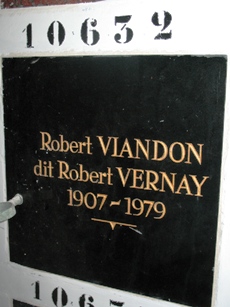 10632
Robert VIANDON
dit Robert VERNAY
1907~1979